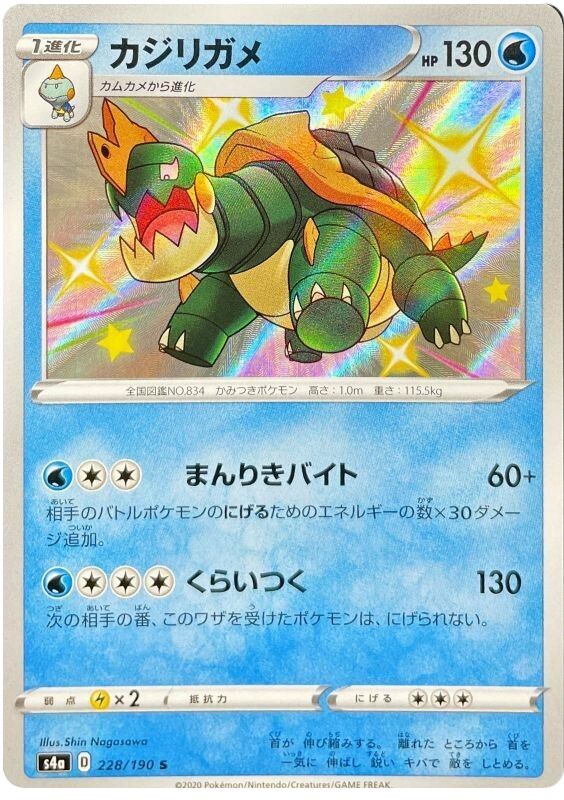 1進化
カジリガメ
HP 130
カムカメから進化
全国図鑑NO.834 かみつきポケモン 高さ:1.0m 重さ:115.5kg
まんりきバイト 60+
相手のバトルポケモンのにげるためのエネルギーの数×30ダメー
ジ追加。
くらいつく 130
次の相手の番、このワザを受けたポケモンは、にげられない。
弱点 ×2 抵抗力 にげる
Illus.Shin Nagasawa
s4a D 228/190 S
首が 伸び縮みする。 離れた ところから 首を
一気に 伸ばし 鋭い キバで 敵を しとめる。
©2020 Pokémon/Nintendo/Creatures/GAME FREAK.